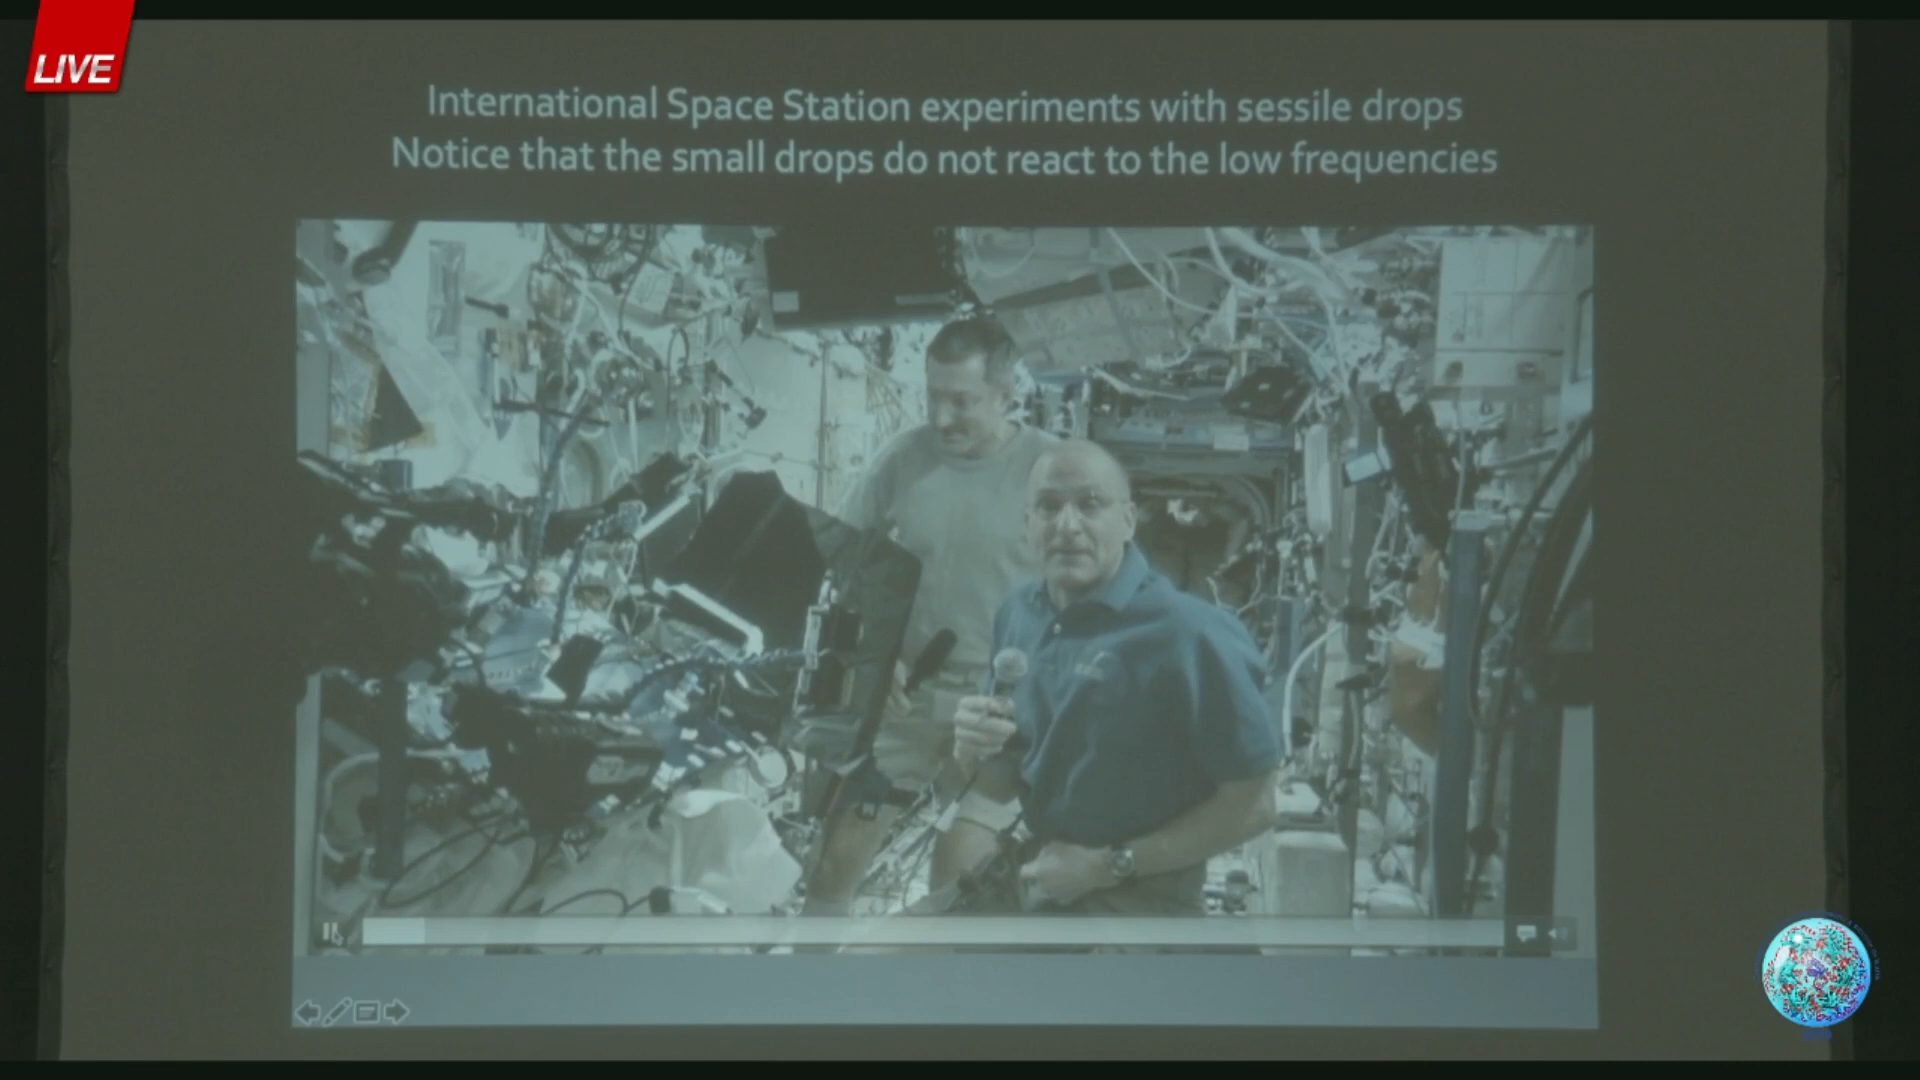 LIVE
International Space Station experiments with sessile drops
Notice that the small drops do not react to the low frequencies